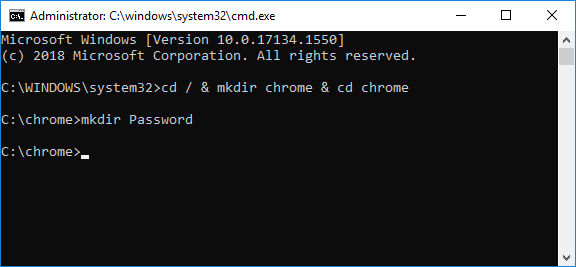 Administrator: C:\windows\system32\cmd.exe
Microsoft Windows [Version 10.0.17134.1550]
(c) 2018 Microsoft Corporation. All rights reserved.
C:\WINDOWS\system32>cd / & mkdir chrome & cd chrome
C:\chrome>mkdir Password
C:\chrome>